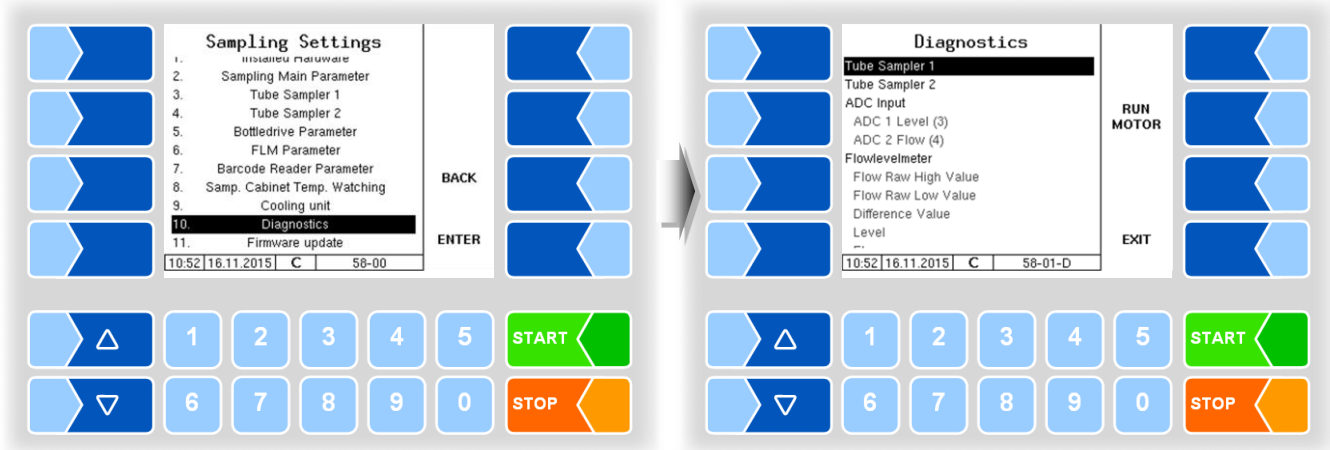 Sampling Settings
1. Installed Hardware
2. Sampling Main Parameter
3. Tube Sampler 1
4. Tube Sampler 2
5. Bottledrive Parameter
6. FLM Parameter
7. Barcode Reader Parameter
8. Samp. Cabinet Temp. Watching
9. Cooling unit
10. Diagnostics
11. Firmware update
BACK
ENTER
10:52 16.11.2015 C 58-00
1 2 3 4 5 START
6 7 8 9 0 STOP
Diagnostics
Tube Sampler 1
Tube Sampler 2
ADC Input
ADC 1 Level (3)
ADC 2 Flow (4)
Flowlevelmeter
Flow Raw High Value
Flow Raw Low Value
Difference Value
Level
RUN
MOTOR
EXIT
10:52 16.11.2015 C 58-01-D
1 2 3 4 5 START
6 7 8 9 0 STOP